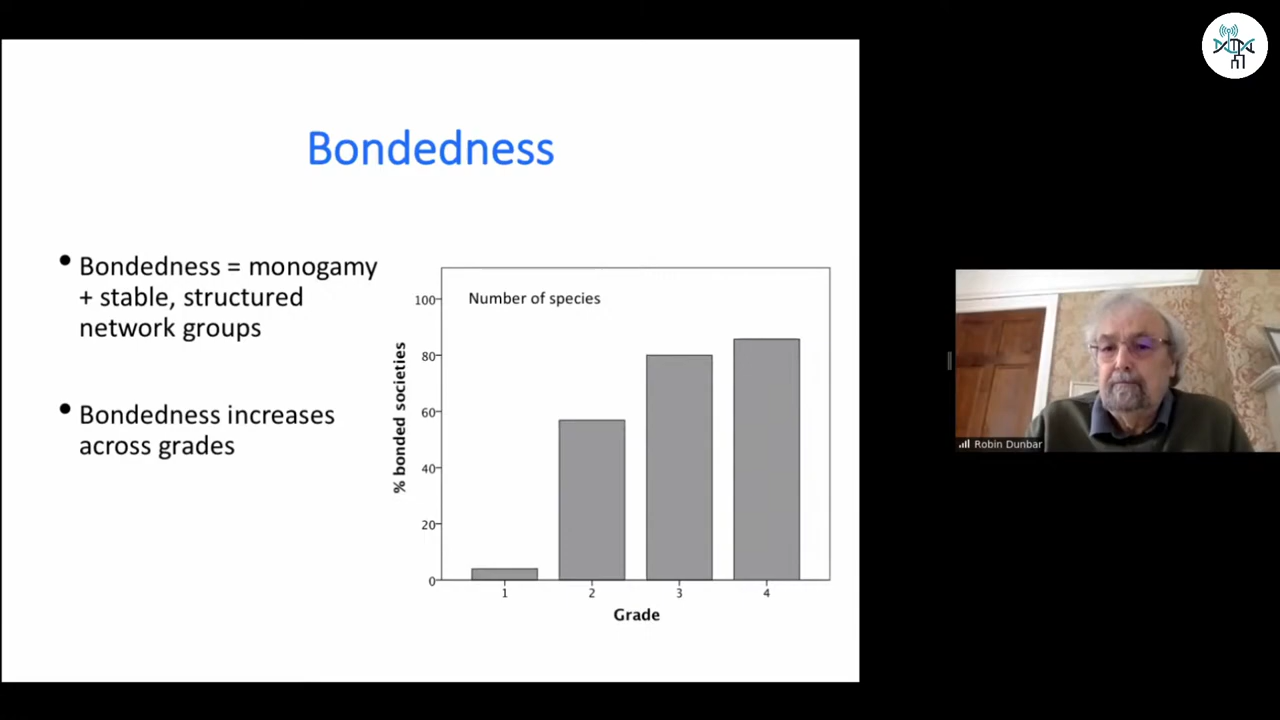 Bondedness
• Bondedness = monogamy
+ stable, structured
network groups
• Bondedness increases
across grades
Number of species
% bonded societies
100
80
60
40
20
0
1 2 3 4
Grade
Robin Dunbar